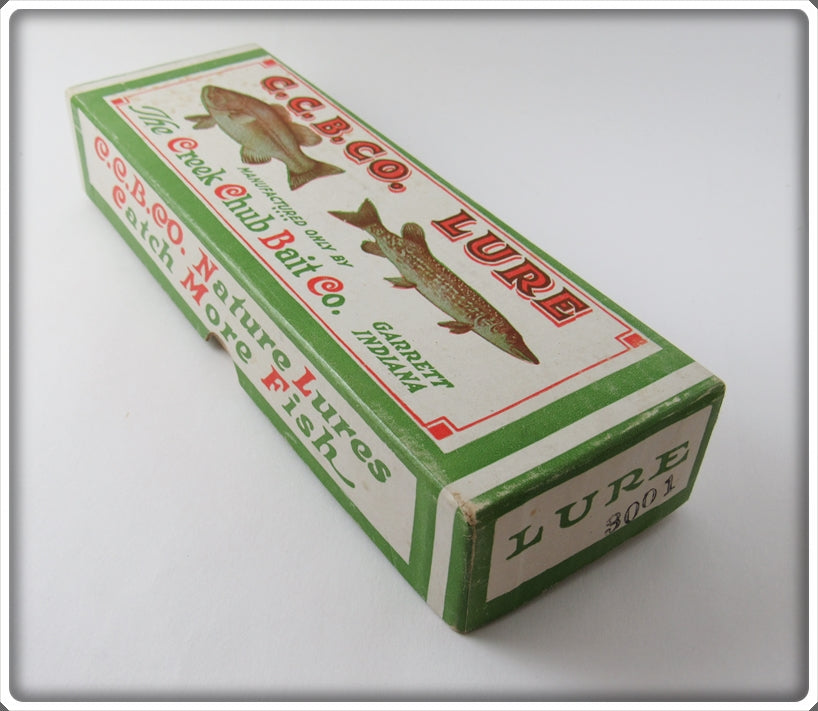 C.C.B.CO. LURE
MANUFACTURED ONLY BY
The Creek Chub Bait Co.
GARRETT
INDIANA
C.C.B.CO. Nature Lures
Catch More Fish
LURE
3001